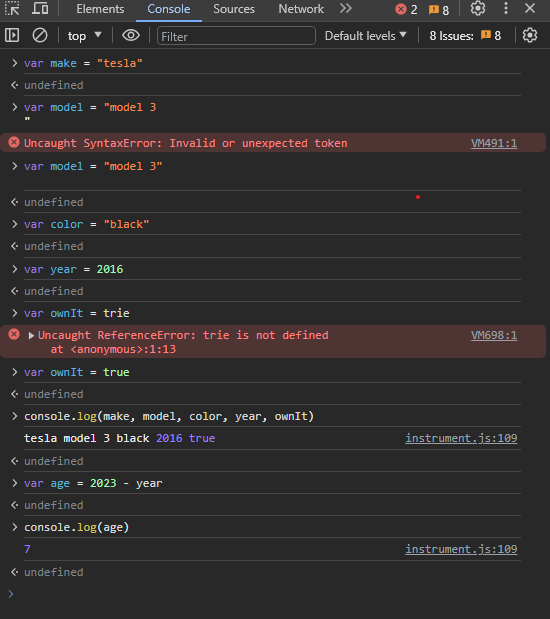 Elements Console Sources Network 2 8
top Filter Default levels 8 Issues: 8
var make = "tesla"
undefined
var model = "model 3
"
Uncaught SyntaxError: Invalid or unexpected token VM491:1
var model = "model 3"
undefined
var color = "black"
undefined
var year = 2016
undefined
var ownIt = trie
Uncaught ReferenceError: trie is not defined VM698:1
at <anonymous>:1:13
var ownIt = true
undefined
console.log(make, model, color, year, ownIt)
tesla model 3 black 2016 true instrument.js:109
undefined
var age = 2023 - year
undefined
console.log(age)
7 instrument.js:109
undefined